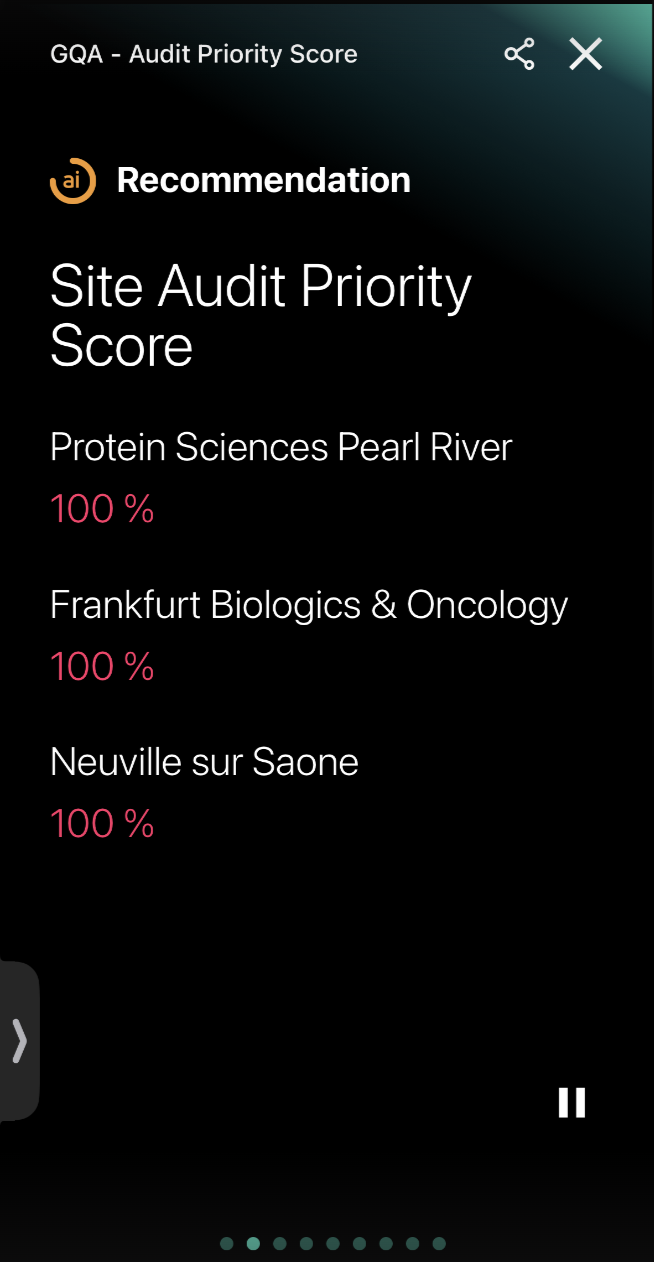 GQA - Audit Priority Score
ai Recommendation
Site Audit Priority
Score
Protein Sciences Pearl River
100 %
Frankfurt Biologics & Oncology
100 %
Neuville sur Saone
100 %